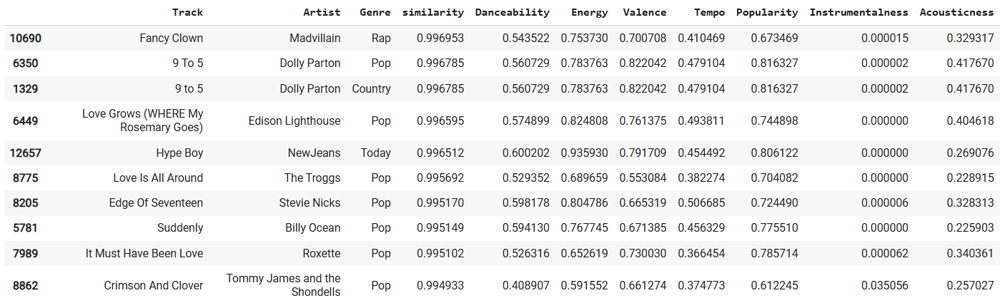 Track Artist Genre similarity Danceability Energy Valence Tempo Popularity Instrumentalness Acousticness
10690 Fancy Clown Madvillain Rap 0.996953 0.543522 0.753730 0.700708 0.410469 0.673469 0.000015 0.329317
6350 9 To 5 Dolly Parton Pop 0.996785 0.560729 0.783763 0.822042 0.479104 0.816327 0.000002 0.417670
1329 9 to 5 Dolly Parton Country 0.996785 0.560729 0.783763 0.822042 0.479104 0.816327 0.000002 0.417670
6449 Love Grows (WHERE My Rosemary Goes) Edison Lighthouse Pop 0.996595 0.574899 0.824808 0.761375 0.493811 0.744898 0.000000 0.404618
12657 Hype Boy NewJeans Today 0.996512 0.600202 0.935930 0.791709 0.454492 0.806122 0.000000 0.269076
8775 Love Is All Around The Troggs Pop 0.995692 0.529352 0.689659 0.553084 0.382274 0.704082 0.000000 0.228915
8205 Edge Of Seventeen Stevie Nicks Pop 0.995170 0.598178 0.804786 0.665319 0.506685 0.724490 0.000006 0.328313
5781 Suddenly Billy Ocean Pop 0.995149 0.594130 0.767745 0.671385 0.456329 0.775510 0.000000 0.225903
7989 It Must Have Been Love Roxette Pop 0.995102 0.526316 0.652619 0.730030 0.366454 0.785714 0.000062 0.340361
8862 Crimson And Clover Tommy James and the Shondells Pop 0.994933 0.408907 0.591552 0.661274 0.374773 0.612245 0.035056 0.257027